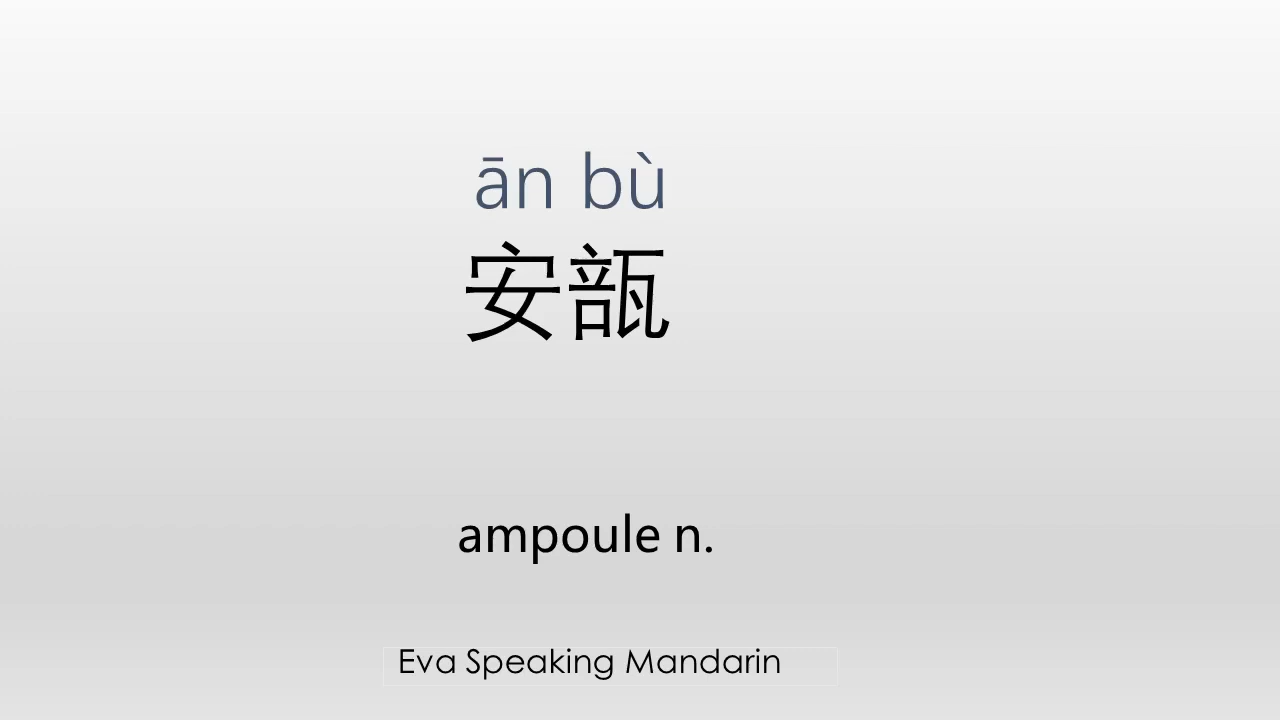 ān bù
安瓿
ampoule n.
Eva Speaking Mandarin